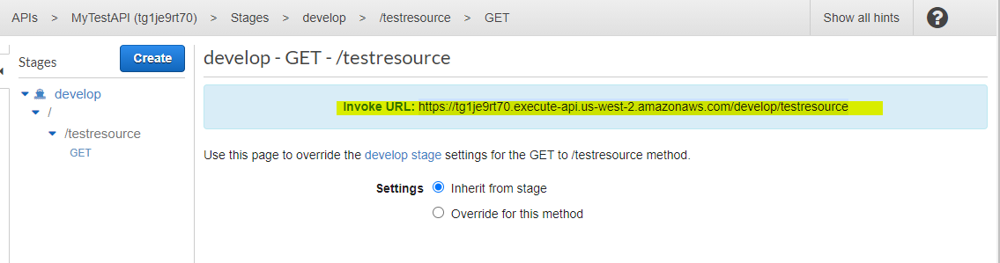 APIs > MyTestAPI (tg1je9rt70) > Stages > develop > /testresource > GET
Show all hints
?
Stages
Create
develop
/
/testresource
GET
develop - GET - /testresource
Invoke URL: https://tg1je9rt70.execute-api.us-west-2.amazonaws.com/develop/testresource
Use this page to override the develop stage settings for the GET to /testresource method.
Settings Inherit from stage
Override for this method